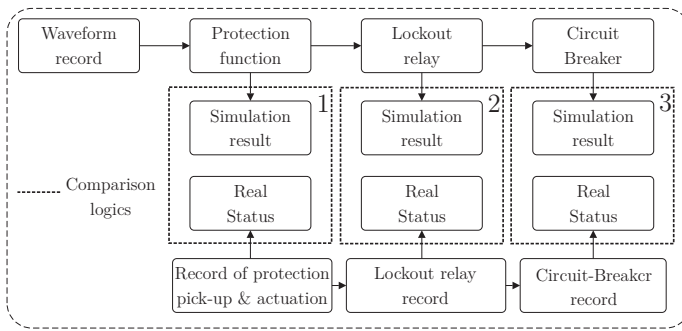 Waveform
record
Protection
function
Lockout
relay
Circuit
Breaker
1
2
3
Simulation
result
Simulation
result
Simulation
result
Comparison
logics
Real
Status
Real
Status
Real
Status
Record of protection
pick-up & actuation
Lockout relay
record
Circuit-Breakcr
record